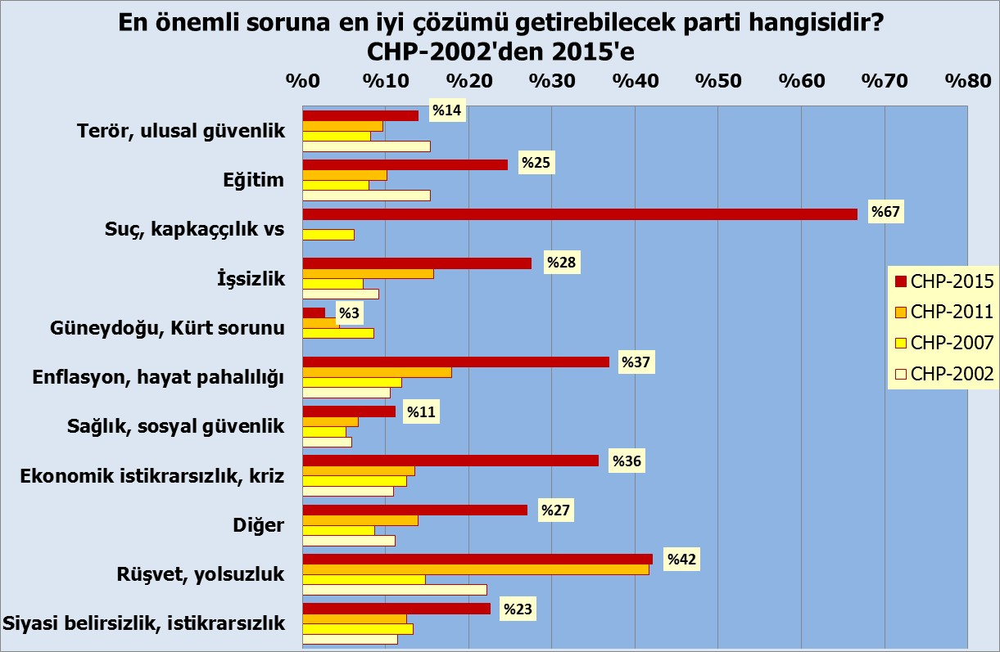 En önemli soruna en iyi çözümü getirebilecek parti hangisidir?
CHP-2002'den 2015'e
%0 %10 %20 %30 %40 %50 %60 %70 %80
Terör, ulusal güvenlik %14
Eğitim %25
Suç, kapkaççılık vs %67
İşsizlik %28
Güneydoğu, Kürt sorunu %3
Enflasyon, hayat pahalılığı %37
Sağlık, sosyal güvenlik %11
Ekonomik istikrarsızlık, kriz %36
Diğer %27
Rüşvet, yolsuzluk %42
Siyasi belirsizlik, istikrarsızlık %23
CHP-2015
CHP-2011
CHP-2007
CHP-2002